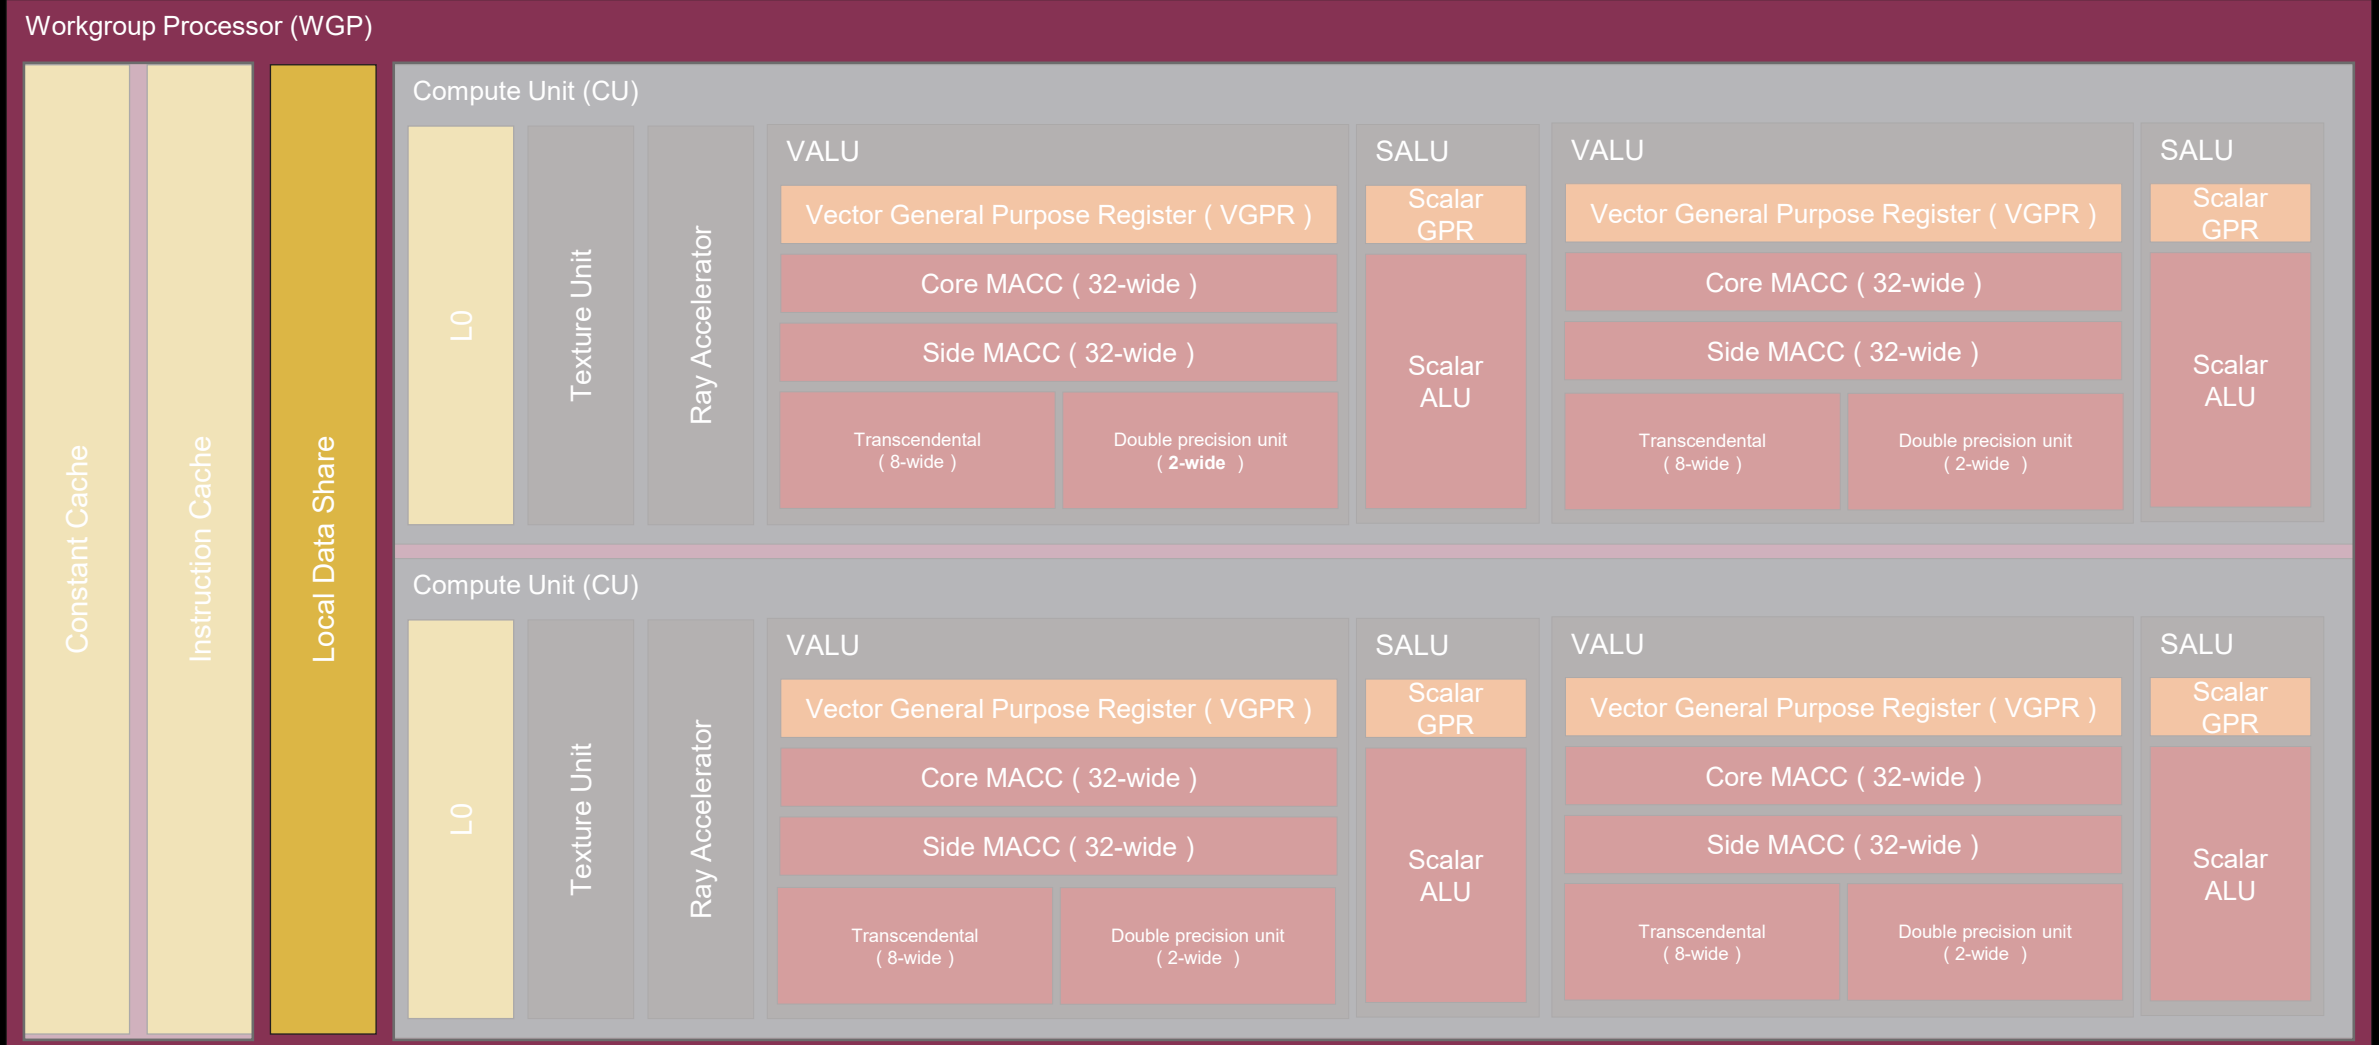 Workgroup Processor (WGP)
Constant Cache
Instruction Cache
Local Data Share
Compute Unit (CU)
L0
Texture Unit
Ray Accelerator
VALU
Vector General Purpose Register ( VGPR )
Core MACC ( 32-wide )
Side MACC ( 32-wide )
Transcendental
( 8-wide )
Double precision unit
( 2-wide )
SALU
Scalar
GPR
Scalar
ALU
VALU
Vector General Purpose Register ( VGPR )
Core MACC ( 32-wide )
Side MACC ( 32-wide )
Transcendental
( 8-wide )
Double precision unit
( 2-wide )
SALU
Scalar
GPR
Scalar
ALU
Compute Unit (CU)
L0
Texture Unit
Ray Accelerator
VALU
Vector General Purpose Register ( VGPR )
Core MACC ( 32-wide )
Side MACC ( 32-wide )
Transcendental
( 8-wide )
Double precision unit
( 2-wide )
SALU
Scalar
GPR
Scalar
ALU
VALU
Vector General Purpose Register ( VGPR )
Core MACC ( 32-wide )
Side MACC ( 32-wide )
Transcendental
( 8-wide )
Double precision unit
( 2-wide )
SALU
Scalar
GPR
Scalar
ALU